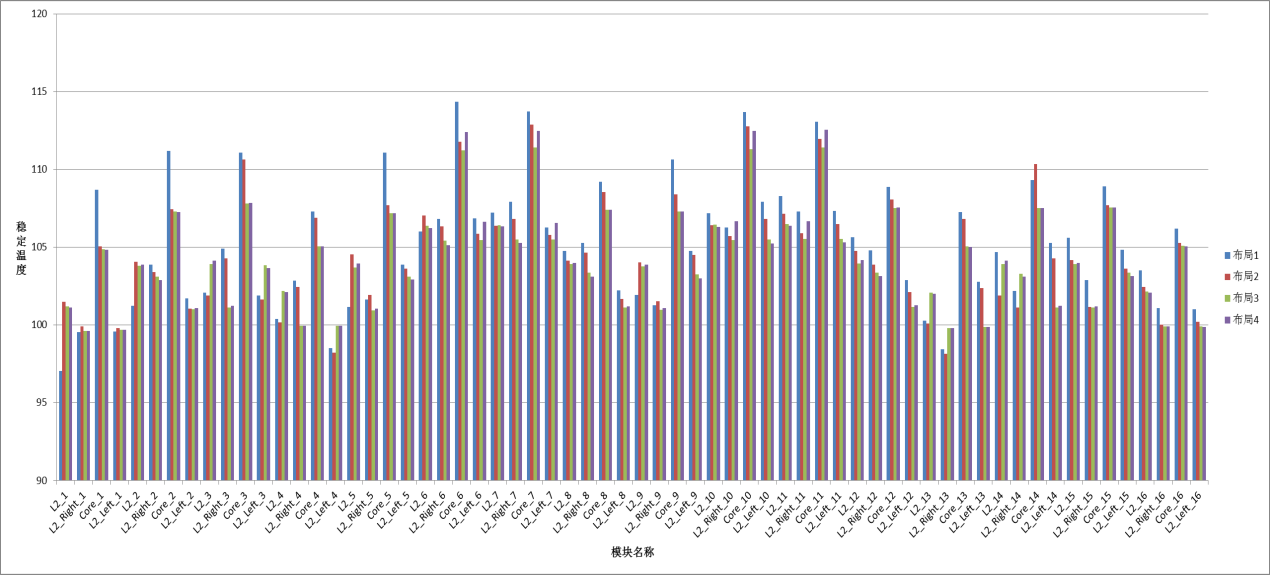 120
115
110
105
100
95
90
稳定温度
L2_1
L2_Right_1
Core_1
L2_Left_1
L2_2
L2_Right_2
Core_2
L2_Left_2
L2_3
L2_Right_3
Core_3
L2_Left_3
L2_4
L2_Right_4
Core_4
L2_Left_4
L2_5
L2_Right_5
Core_5
L2_Left_5
L2_6
L2_Right_6
Core_6
L2_Left_6
L2_7
L2_Right_7
Core_7
L2_Left_7
L2_8
L2_Right_8
Core_8
L2_Left_8
L2_9
L2_Right_9
Core_9
L2_Left_9
L2_10
L2_Right_10
Core_10
L2_Left_10
L2_11
L2_Right_11
Core_11
L2_Left_11
L2_12
L2_Right_12
Core_12
L2_Left_12
L2_13
L2_Right_13
Core_13
L2_Left_13
L2_14
L2_Right_14
Core_14
L2_Left_14
L2_15
L2_Right_15
Core_15
L2_Left_15
L2_16
L2_Right_16
Core_16
L2_Left_16
模块名称
布局1
布局2
布局3
布局4